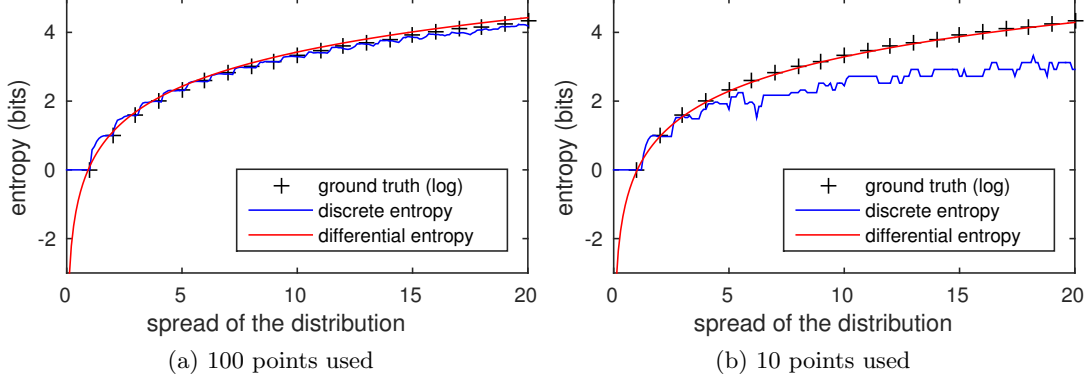 4
2
0
-2
entropy (bits)
ground truth (log)
discrete entropy
differential entropy
0 5 10 15 20
spread of the distribution
(a) 100 points used
4
2
0
-2
entropy (bits)
ground truth (log)
discrete entropy
differential entropy
0 5 10 15 20
spread of the distribution
(b) 10 points used